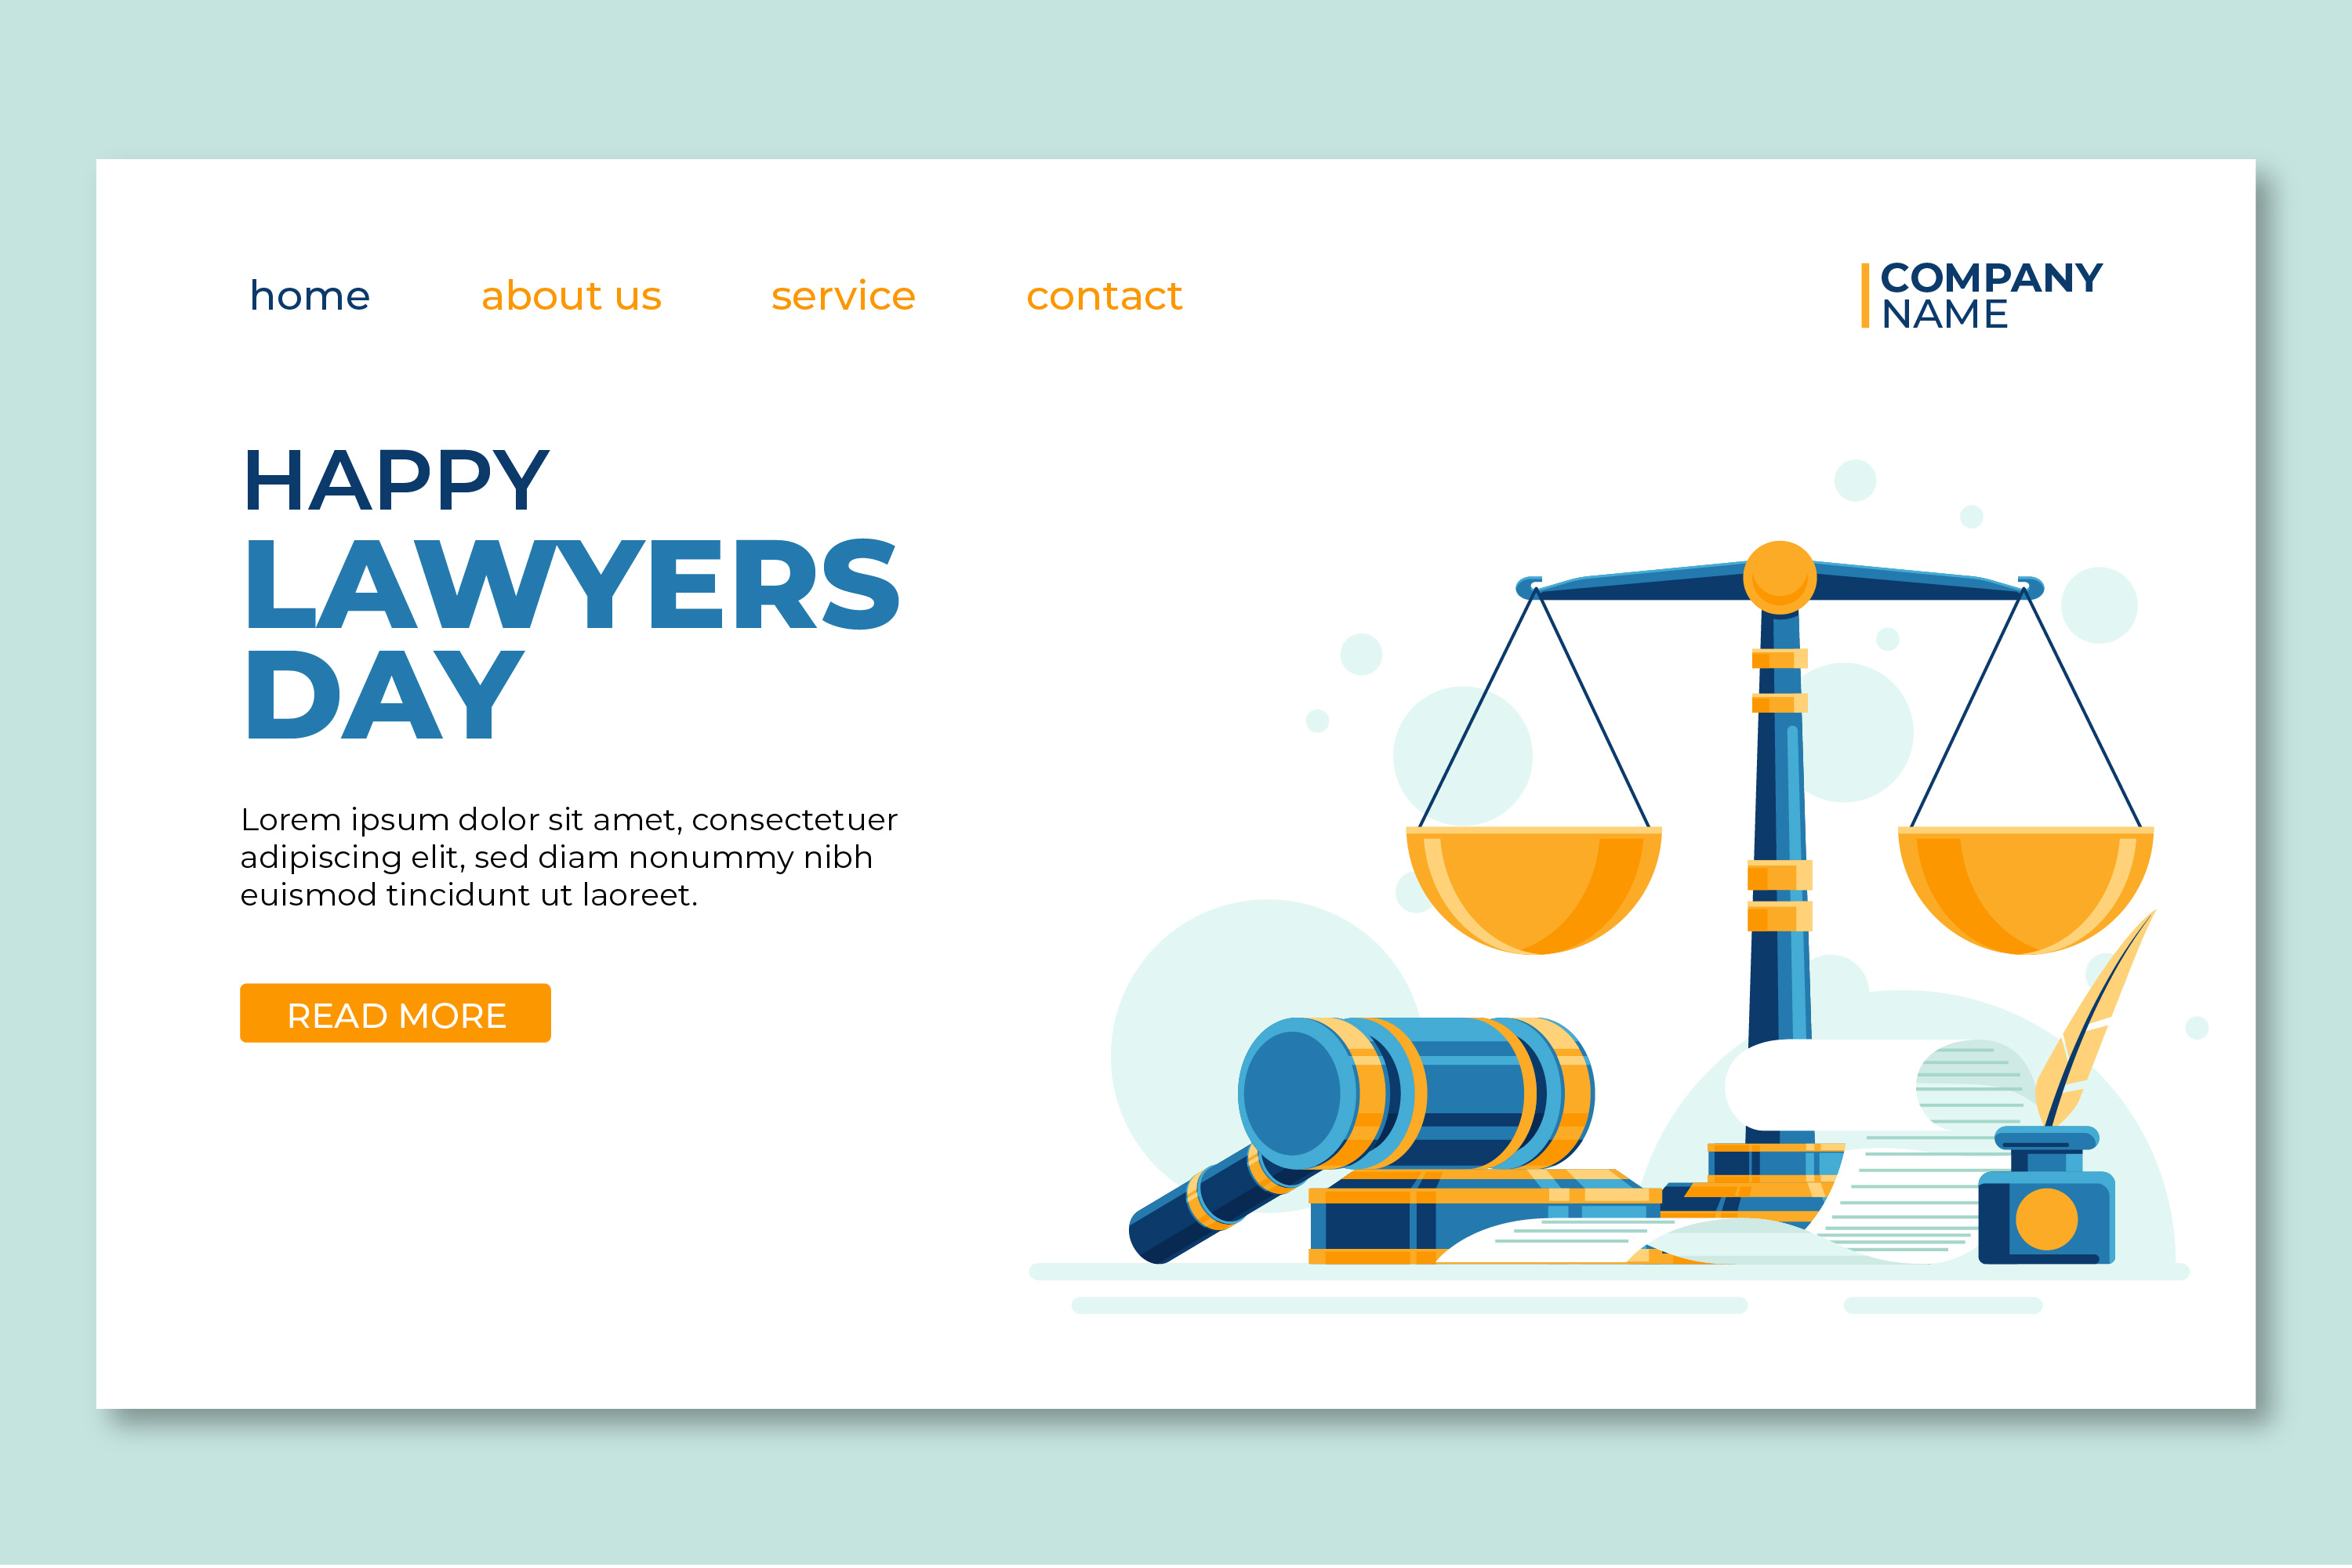 home about us service contact
COMPANY
NAME
HAPPY
LAWYERS
DAY
Lorem ipsum dolor sit amet, consectetuer
adipiscing elit, sed diam nonummy nibh
euismod tincidunt ut laoreet.
READ MORE